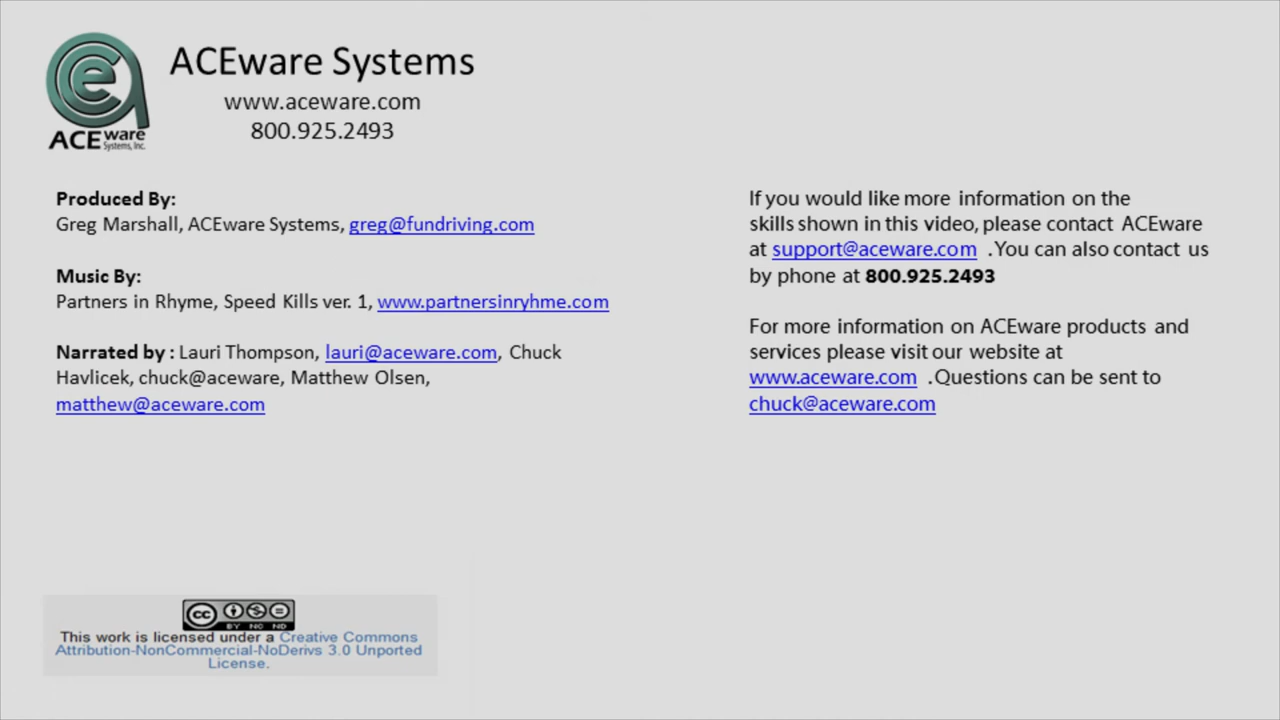 ACEware Systems
www.aceware.com
800.925.2493
ACEware
Systems, Inc.
Produced By:
Greg Marshall, ACEware Systems, greg@fundriving.com
Music By:
Partners in Rhyme, Speed Kills ver. 1, www.partnersinryhme.com
Narrated by : Lauri Thompson, lauri@aceware.com, Chuck
Havlicek, chuck@aceware, Matthew Olsen,
matthew@aceware.com
If you would like more information on the
skills shown in this video, please contact ACEware
at support@aceware.com .You can also contact us
by phone at 800.925.2493
For more information on ACEware products and
services please visit our website at
www.aceware.com .Questions can be sent to
chuck@aceware.com
cc
BY NC ND
This work is licensed under a Creative Commons
Attribution-NonCommercial-NoDerivs 3.0 Unported
License.